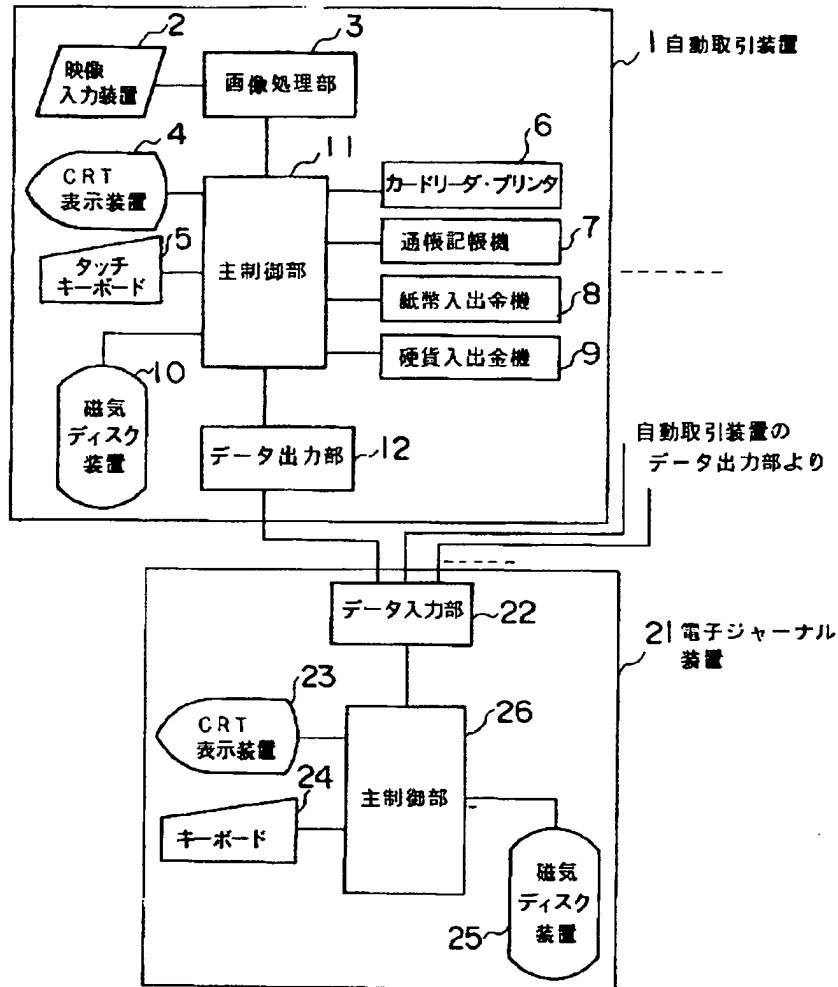 2
3
1 自動取引装置
映像
入力装置
画像処理部
4
11
6
CRT
表示装置
カードリーダ・プリンタ
5
通帳記帳機
7
タッチ
キーボード
主制御部
紙幣入出金機
8
硬貨入出金機
9
10
磁気
ディスク
装置
データ出力部
12
自動取引装置の
データ出力部より
データ入力部
22
21 電子ジャーナル
装置
23
26
CRT
表示装置
24
主制御部
キーボード
磁気
ディスク
装置
25